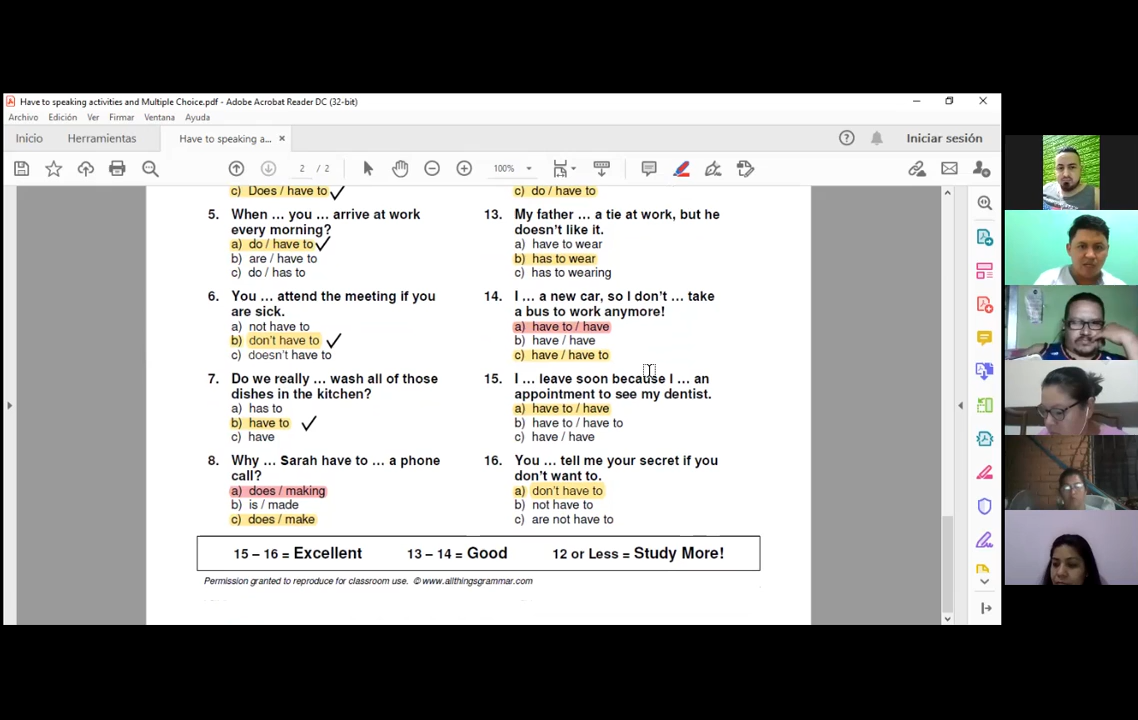 Have to speaking activities and Multiple Choice.pdf - Adobe Acrobat Reader DC (32-bit)
Archivo Edición Ver Firmar Ventana Ayuda
Inicio Herramientas Have to speaking a... × Iniciar sesión
2 / 2 100%
c) Does / have to
5. When ... you ... arrive at work
every morning?
a) do / have to
b) are / have to
c) do / has to
6. You ... attend the meeting if you
are sick.
a) not have to
b) don't have to
c) doesn't have to
7. Do we really ... wash all of those
dishes in the kitchen?
a) has to
b) have to
c) have
8. Why ... Sarah have to ... a phone
call?
a) does / making
b) is / made
c) does / make
c) do / have to
13. My father ... a tie at work, but he
doesn't like it.
a) have to wear
b) has to wear
c) has to wearing
14. I ... a new car, so I don't ... take
a bus to work anymore!
a) have to / have
b) have / have
c) have / have to
15. I ... leave soon because I ... an
appointment to see my dentist.
a) have to / have
b) have to / have to
c) have / have
16. You ... tell me your secret if you
don't want to.
a) don't have to
b) not have to
c) are not have to
15 – 16 = Excellent 13 – 14 = Good 12 or Less = Study More!
Permission granted to reproduce for classroom use. © www.allthingsgrammar.com